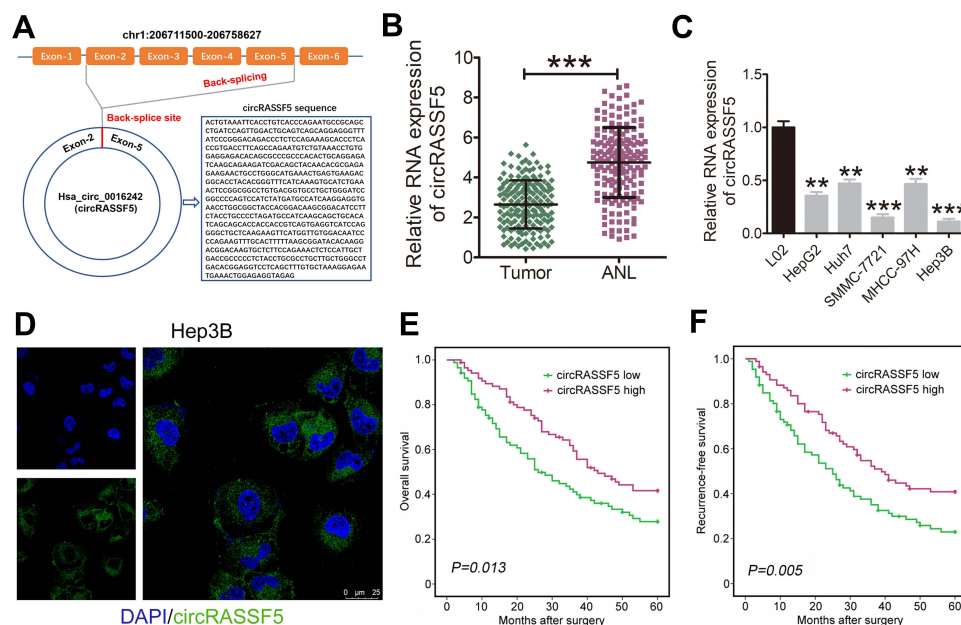 A
chr1:206711500-206758627
Exon-1 Exon-2 Exon-3 Exon-4 Exon-5 Exon-6
Back-splicing
Back-splice site
Exon-2 Exon-5
Hsa_circ_0016242
(circRASSF5)
circRASSF5 sequence
ACTGTAAATTCACCTGTCACCCAGAATGCCGCAGC
CTGATCCAGTTGGACTGCAGTCAGCAGGAGGGTTT
ATCCCGGGACAGACCCTCTCCAGAAAGCACCCTCA
CCGTGACCTTCAGCCAGAATGTCTGTAAACCTGTG
GAGGAGACACAGCGCCCGCCCACACTGCAGGAGA
TCAAGCAGAAGATCGACAGCTACAACACGCGAGA
GAAGAACTGCCTGGGCATGAAACTGAGTGAAGAC
GGCACCTACACGGGTTTCATCAAAGTGCATCTGAA
ACTCCGGCGGCCTGTGACGGTGCCTGCTGGGATCC
GGCCCCAGTCCATCTATGATGCCATCAAGGAGGTG
AACCTGGCGGCTACCACGGACAAGCGGACATCCTT
CTACCTGCCCCTAGATGCCATCAAGCAGCTGCACA
TCAGCAGCACCACCACCGTCAGTGAGGTCATCCAG
GGGCTGCTCAAGAAGTTCATGGTTGTGGACAATCC
CCAGAAGTTTGCACTTTTTAAGCGGATACACAAGG
ACGGACAAGTGCTCTTCCAGAAACTCTCCATTGCT
GACCGCCCCCTCTACCTGCGCCTGCTTGCTGGGCCT
GACACGGAGGTCCTCAGCTTTGTGCTAAAGGAGAA
TGAAACTGGAGAGGTAGAG
B
Relative RNA expression
of circRASSF5
10
8
6
4
2
0
***
Tumor ANL
C
Relative RNA expression
of circRASSF5
1.5
1.0
0.5
0.0
** ** *** ** ***
L02 HepG2 Huh7 SMMC-7721 MHCC-97H Hep3B
D
Hep3B
0 µm 25
DAPI/circRASSF5
E
Overall survival
1.0
0.8
0.6
0.4
0.2
0
circRASSF5 low
circRASSF5 high
P=0.013
0 10 20 30 40 50 60
Months after surgery
F
Recurrence-free survival
1.0
0.8
0.6
0.4
0.2
0
circRASSF5 low
circRASSF5 high
P=0.005
0 10 20 30 40 50 60
Months after surgery